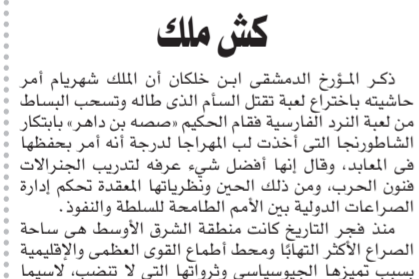 كش ملك
ذكر المؤرخ الدمشقى ابن خلكان أن الملك شهريام أمر
حاشيته باختراع لعبة تقتل السأم الذى طاله وتسحب البساط
من لعبة النرد الفارسية فقام الحكيم «صصه بن داهر» بابتكار
الشاطورنجا التى أخذت لب المهراجا لدرجة أنه أمر بحفظها
فى المعابد، وقال إنها أفضل شيء عرفه لتدريب الجنرالات
فنون الحرب، ومن ذلك الحين ونظرياتها المعقدة تحكم إدارة
الصراعات الدولية بين الأمم الطامحة للسلطة والنفوذ.
منذ فجر التاريخ كانت منطقة الشرق الأوسط هى ساحة
الصراع الأكثر التهابًا ومحط أطماع القوى العظمى والإقليمية
بسبب تميزها الجيوسياسي وثرواتها التى لا تنضب، لاسيما